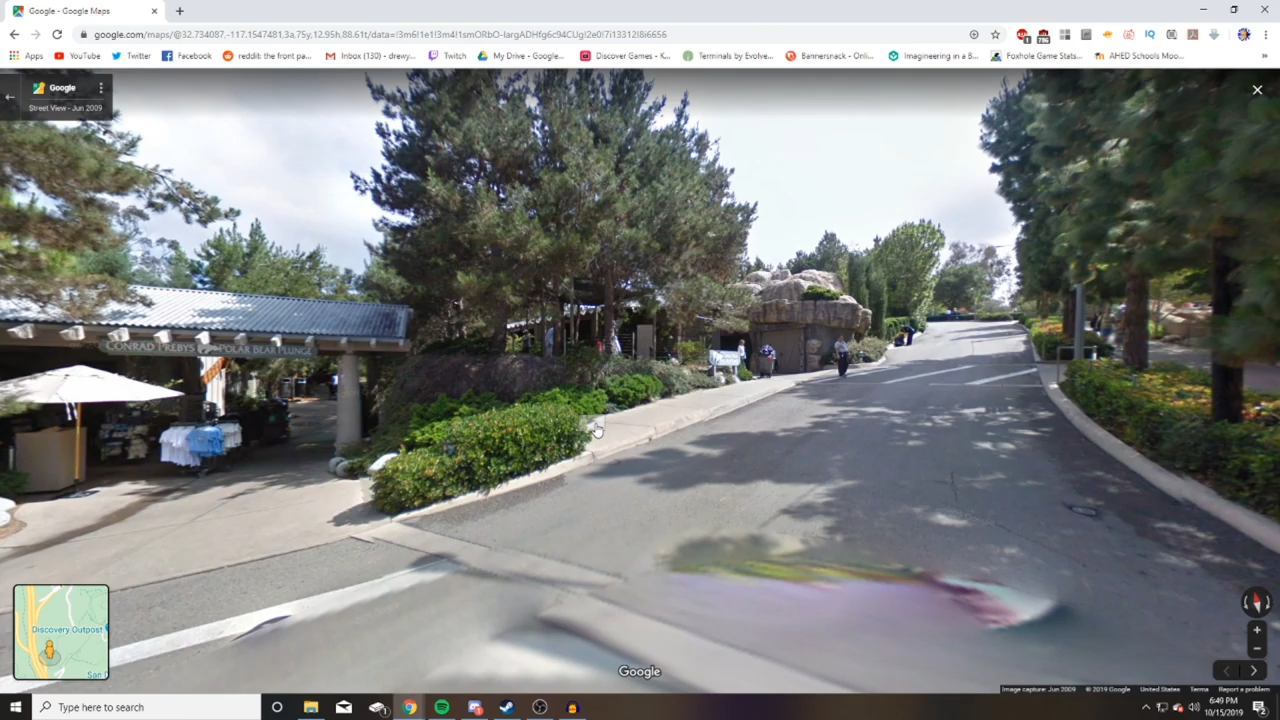 Google - Google Maps
google.com/maps/@32.734087,-117.1547481,3a,75y,12.95h,88.61t/data=!3m6!1e1!3m4!1smORbO-IargADHfg6c94CUg!2e0!7i13312!8i6656
Apps YouTube Twitter Facebook reddit: the front pa... Inbox (130) - drewy... Twitch My Drive - Google... Discover Games - K... Terminals by Evolve... Bannersnack - Onli... Imagineering in a B... Foxhole Game Stats... AHED Schools Moo...
Google
Street View - Jun 2009
CONRAD PREBYS POLAR BEAR PLUNGE
Discovery Outpost
San
Google
Image capture: Jun 2009 © 2019 Google United States Terms Report a problem
Type here to search
6:49 PM
10/15/2019